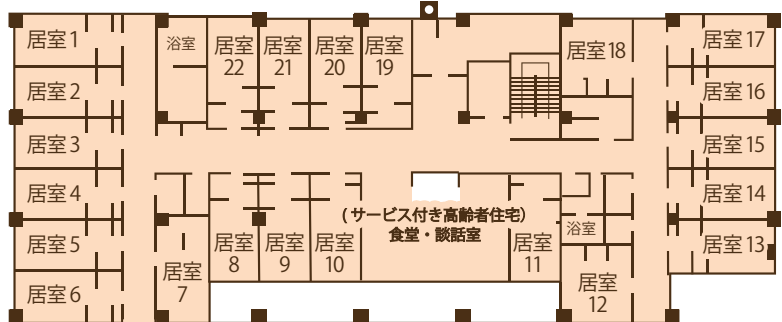 居室1
居室2
居室3
居室4
居室5
居室6
浴室
居室
22
居室
21
居室
20
居室
19
居室18
居室17
居室16
居室15
居室14
居室13
居室
7
居室
8
居室
9
居室
10
(サービス付き高齢者住宅)
食堂・談話室
居室
11
浴室
居室
12